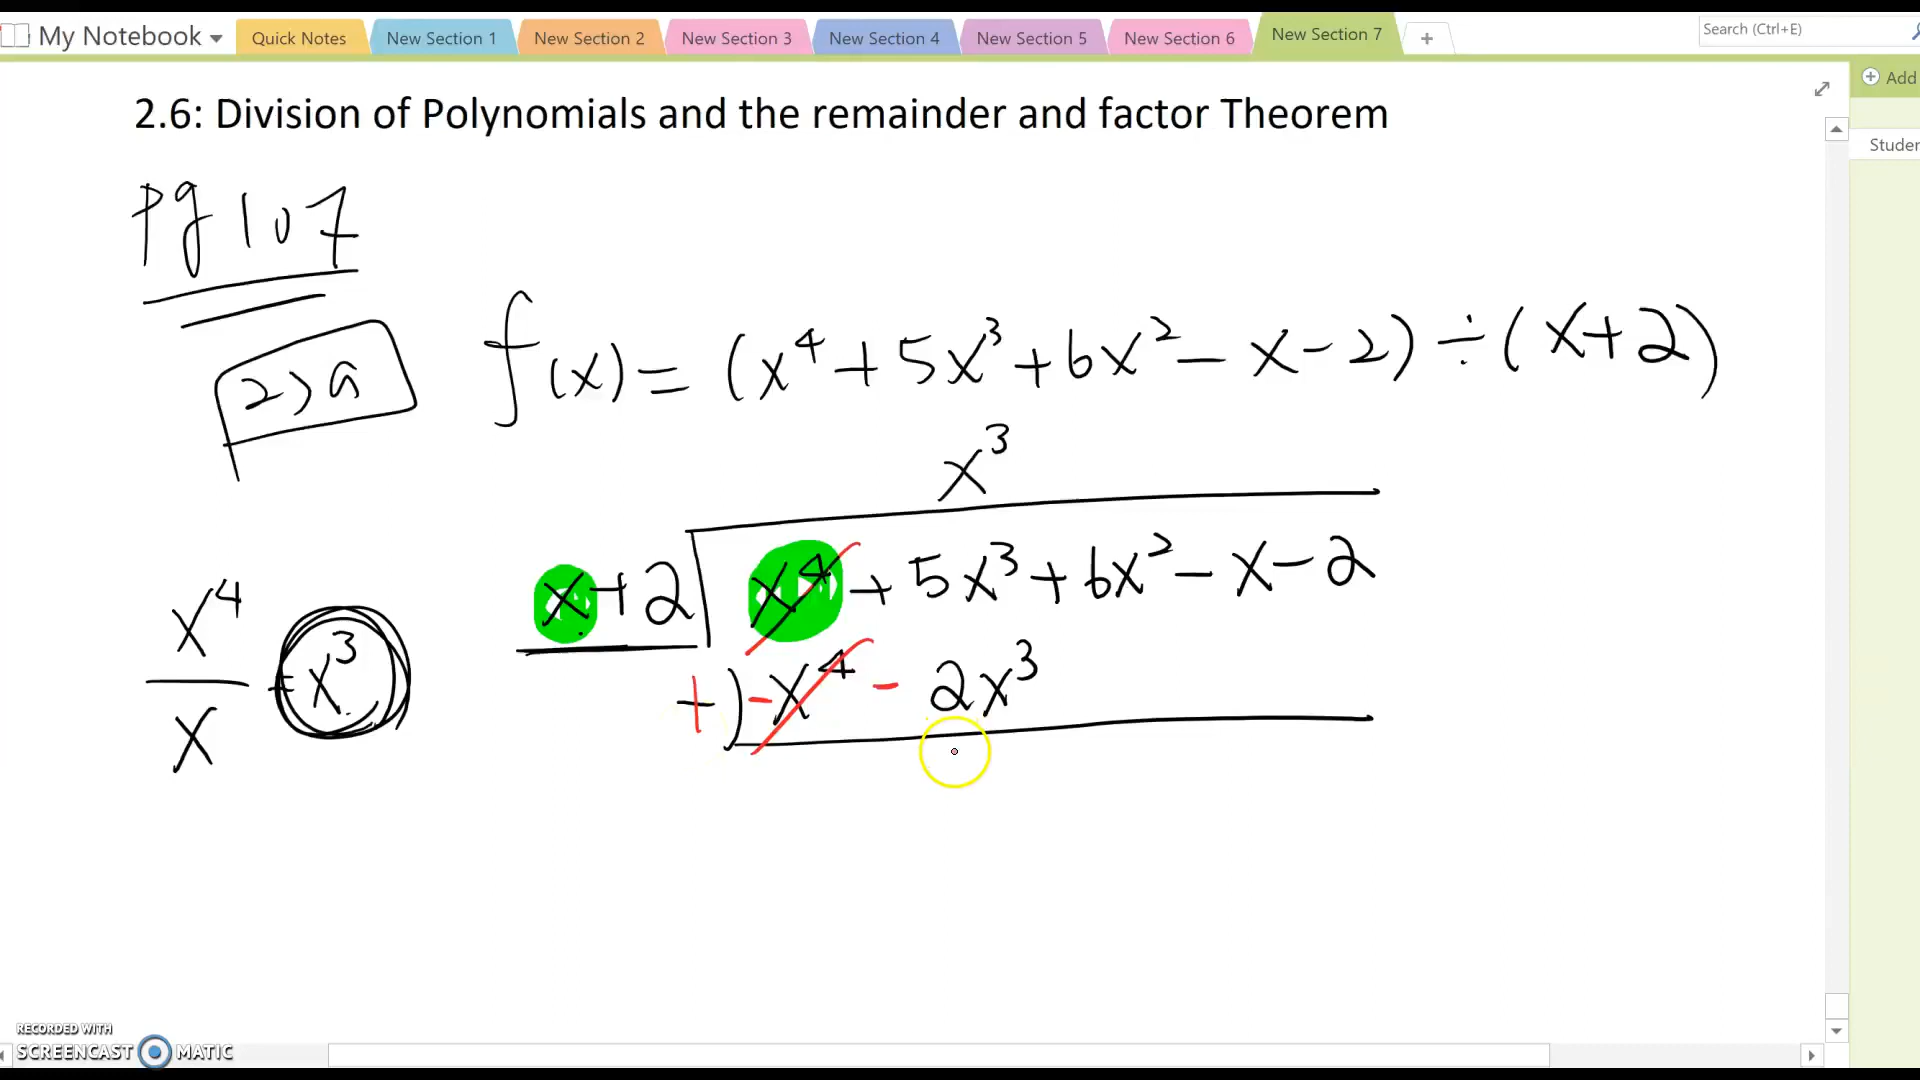 My Notebook Quick Notes New Section 1 New Section 2 New Section 3 New Section 4 New Section 5 New Section 6 New Section 7 + Search (Ctrl+E)
Add
2.6: Division of Polynomials and the remainder and factor Theorem
Studen
pg 107
2>a
f(x) = (x⁴ + 5x³ + 6x² - x - 2) ÷ (x + 2)
x³
x + 2 x⁴ + 5x³ + 6x² - x - 2
x⁴/x = x³
+) -x⁴ - 2x³
RECORDED WITH
SCREENCAST MATIC